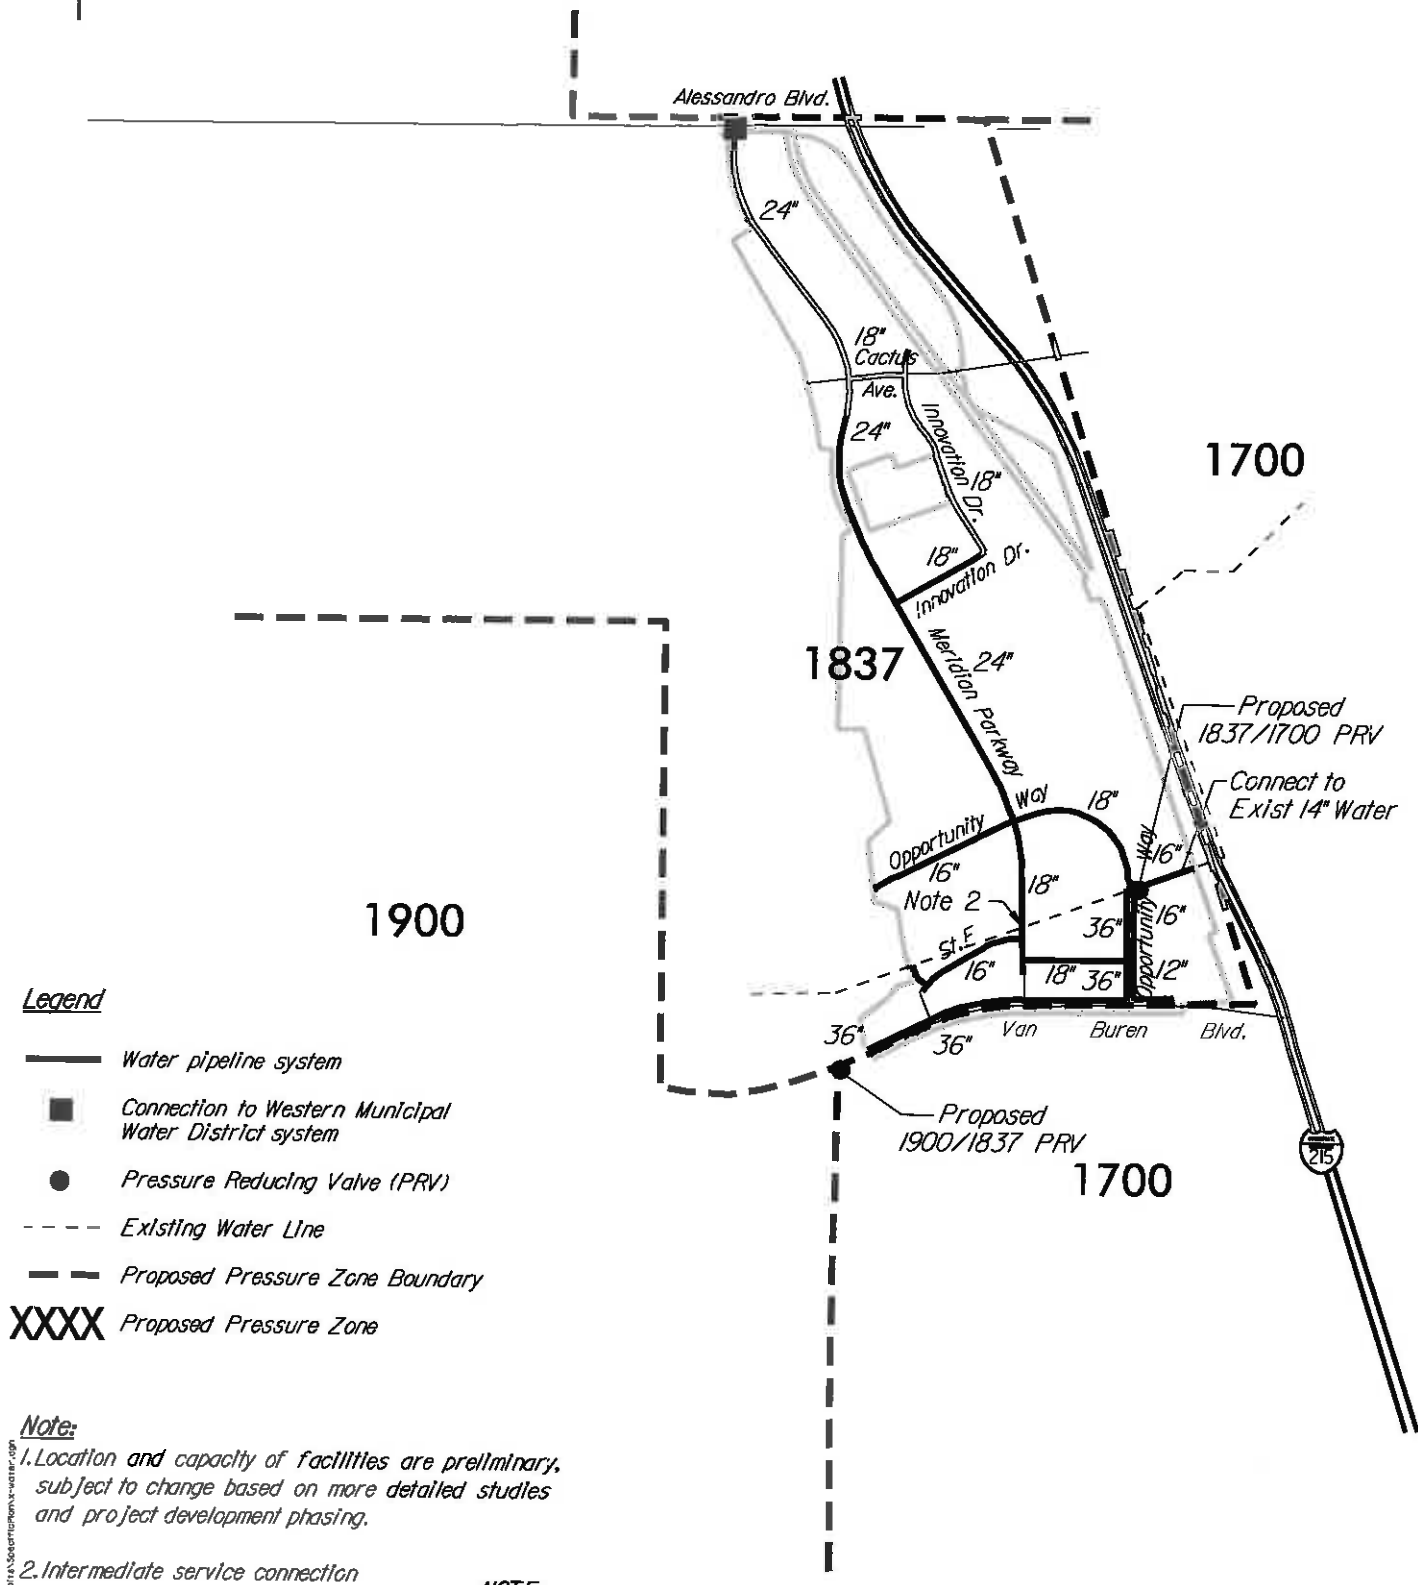 Alessandro Blvd.
24"
18"
Cactus
Ave.
24"
Innovation Dr.
18"
1700
18"
Innovation Dr.
1837
Meridian Parkway
24"
Proposed
1837/1700 PRV
Connect to
Exist 14" Water
Opportunity Way
18"
16"
Way
16"
18"
Note 2
1900
36"
Opportunity
16"
St. E
16"
18"
36"
12"
36"
36"
Van Buren Blvd.
Proposed
1900/1837 PRV
1700
215
Legend
Water pipeline system
Connection to Western Municipal
Water District system
Pressure Reducing Valve (PRV)
Existing Water Line
Proposed Pressure Zone Boundary
XXXX Proposed Pressure Zone
Note:
1. Location and capacity of facilities are preliminary,
subject to change based on more detailed studies
and project development phasing.
2. Intermediate service connection